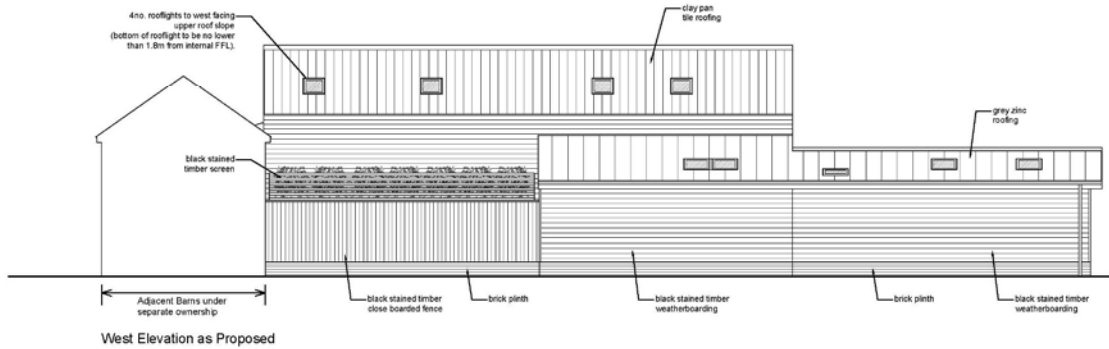 4no. rooflights to west facing
upper roof slope
(bottom of rooflight to be no lower
than 1.8m from internal FFL).
clay pan
tile roofing
grey zinc
roofing
black stained
timber screen
Adjacent Barns under
separate ownership
black stained timber
close boarded fence
brick plinth
black stained timber
weatherboarding
brick plinth
black stained timber
weatherboarding
West Elevation as Proposed